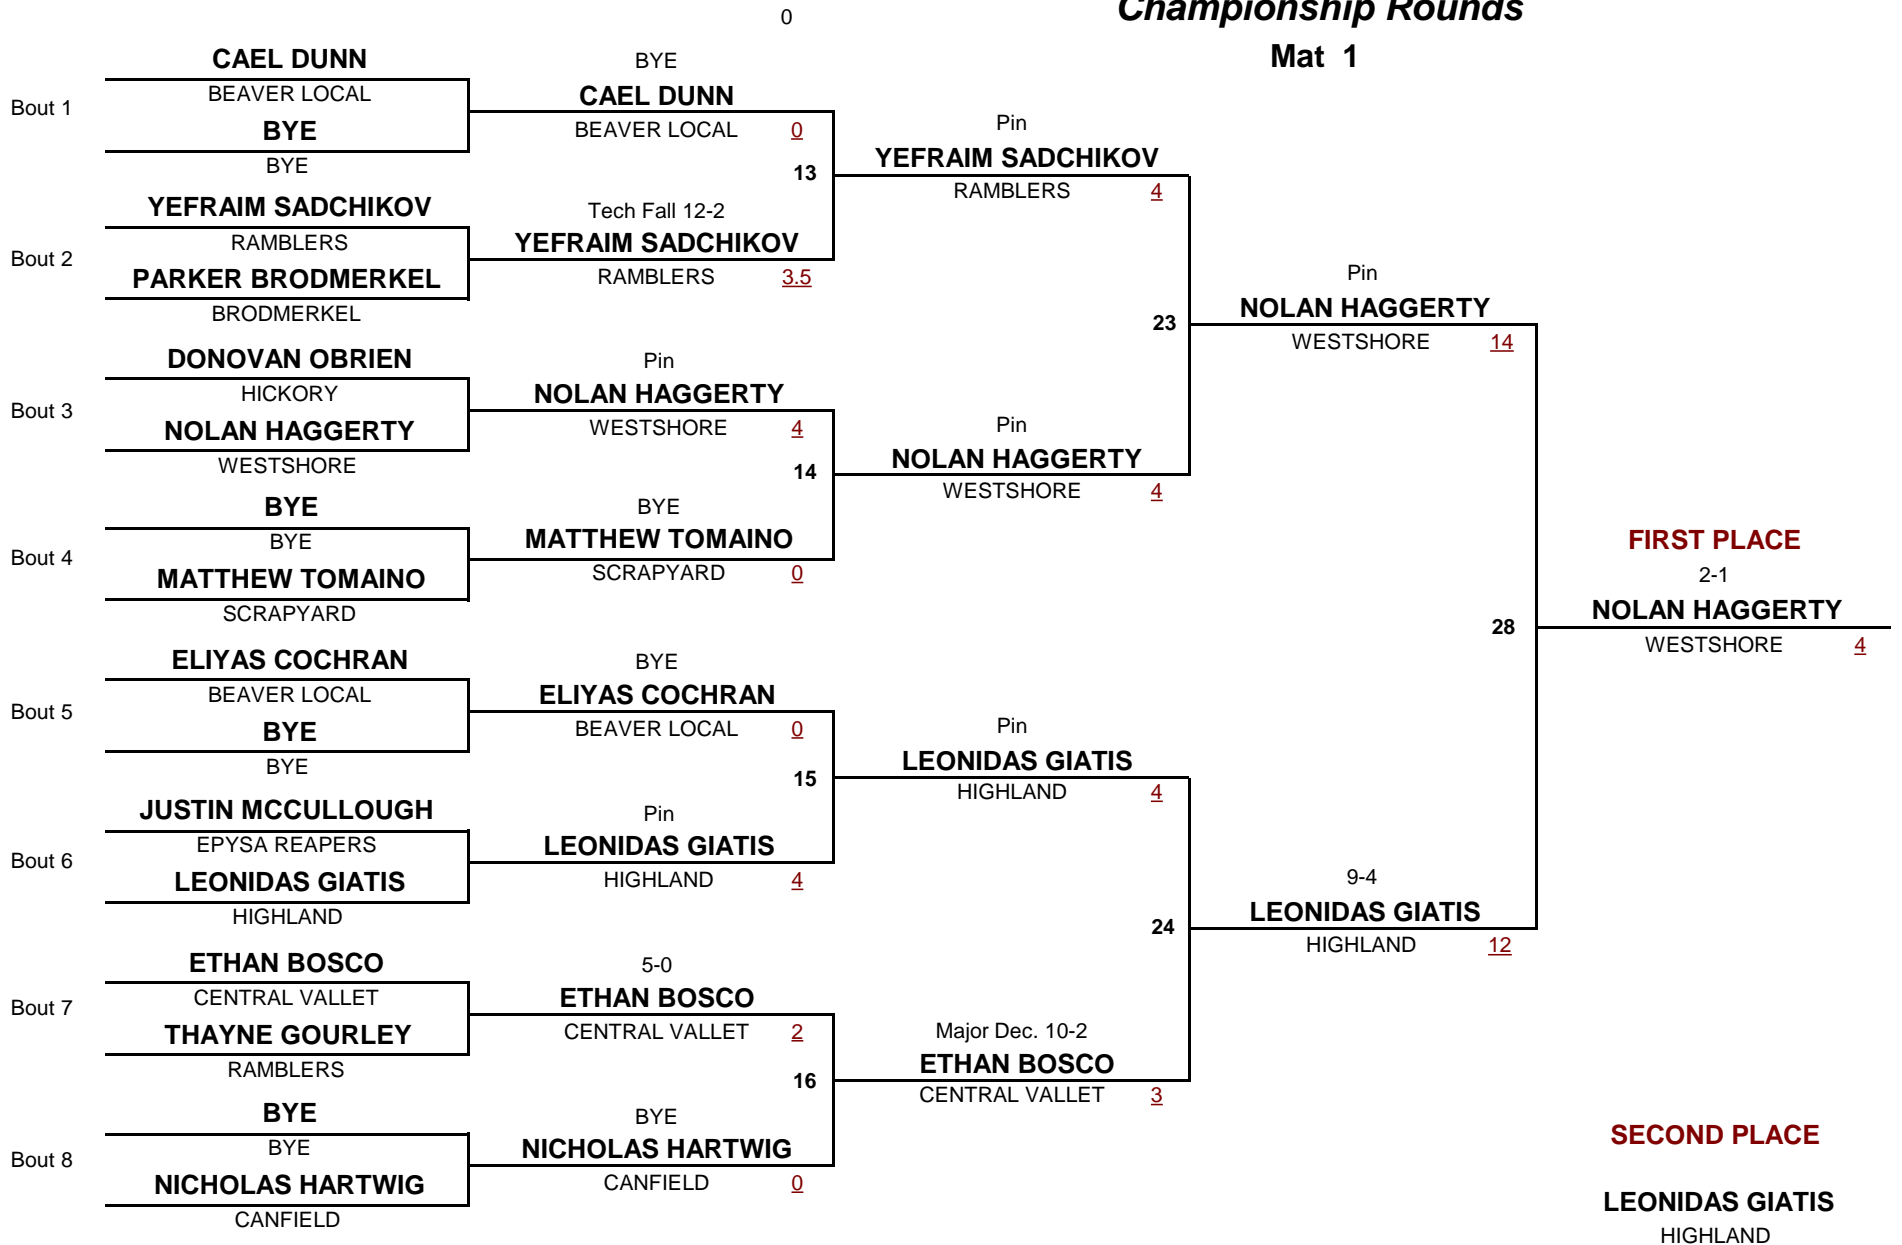 0
Championship Rounds
Mat 1
CAEL DUNN
BEAVER LOCAL
Bout 1
BYE
BYE
YEFRAIM SADCHIKOV
RAMBLERS
Bout 2
PARKER BRODMERKEL
BRODMERKEL
DONOVAN OBRIEN
HICKORY
Bout 3
NOLAN HAGGERTY
WESTSHORE
BYE
BYE
Bout 4
MATTHEW TOMAINO
SCRAPYARD
ELIYAS COCHRAN
BEAVER LOCAL
Bout 5
BYE
BYE
JUSTIN MCCULLOUGH
EPYSA REAPERS
Bout 6
LEONIDAS GIATIS
HIGHLAND
ETHAN BOSCO
CENTRAL VALLET
Bout 7
THAYNE GOURLEY
RAMBLERS
BYE
BYE
Bout 8
NICHOLAS HARTWIG
CANFIELD
BYE
CAEL DUNN
BEAVER LOCAL 0
13
Tech Fall 12-2
YEFRAIM SADCHIKOV
RAMBLERS 3.5
Pin
NOLAN HAGGERTY
WESTSHORE 4
14
BYE
MATTHEW TOMAINO
SCRAPYARD 0
BYE
ELIYAS COCHRAN
BEAVER LOCAL 0
15
Pin
LEONIDAS GIATIS
HIGHLAND 4
5-0
ETHAN BOSCO
CENTRAL VALLET 2
16
BYE
NICHOLAS HARTWIG
CANFIELD 0
Pin
YEFRAIM SADCHIKOV
RAMBLERS 4
23
Pin
NOLAN HAGGERTY
WESTSHORE 4
Pin
LEONIDAS GIATIS
HIGHLAND 4
24
Major Dec. 10-2
ETHAN BOSCO
CENTRAL VALLET 3
Pin
NOLAN HAGGERTY
WESTSHORE 14
28
9-4
LEONIDAS GIATIS
HIGHLAND 12
FIRST PLACE
2-1
NOLAN HAGGERTY
WESTSHORE 4
SECOND PLACE
LEONIDAS GIATIS
HIGHLAND